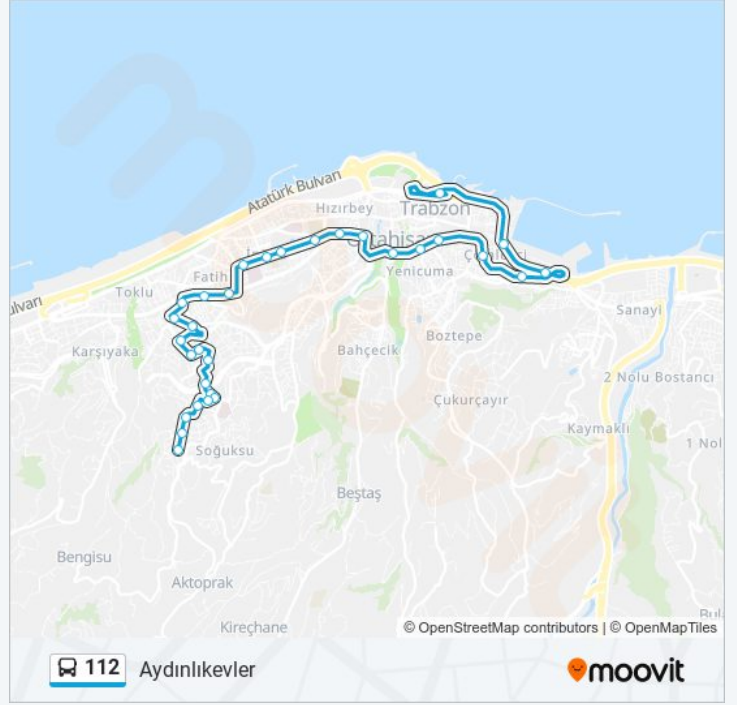 Atatürk Bulvarı
Hızırbey
Trabzon
Yenicuma
Fatih
Toklu
Sanayi
Boztepe
Karşıyaka
Bahçecik
2 Nolu Bostancı
Çukurçayır
Kaymaklı
1 Nol
Soğuksu
Beştaş
Bengisu
Aktoprak
Kireçhane
© OpenStreetMap contributors | © OpenMapTiles
112 Aydınlıkevler
moovit